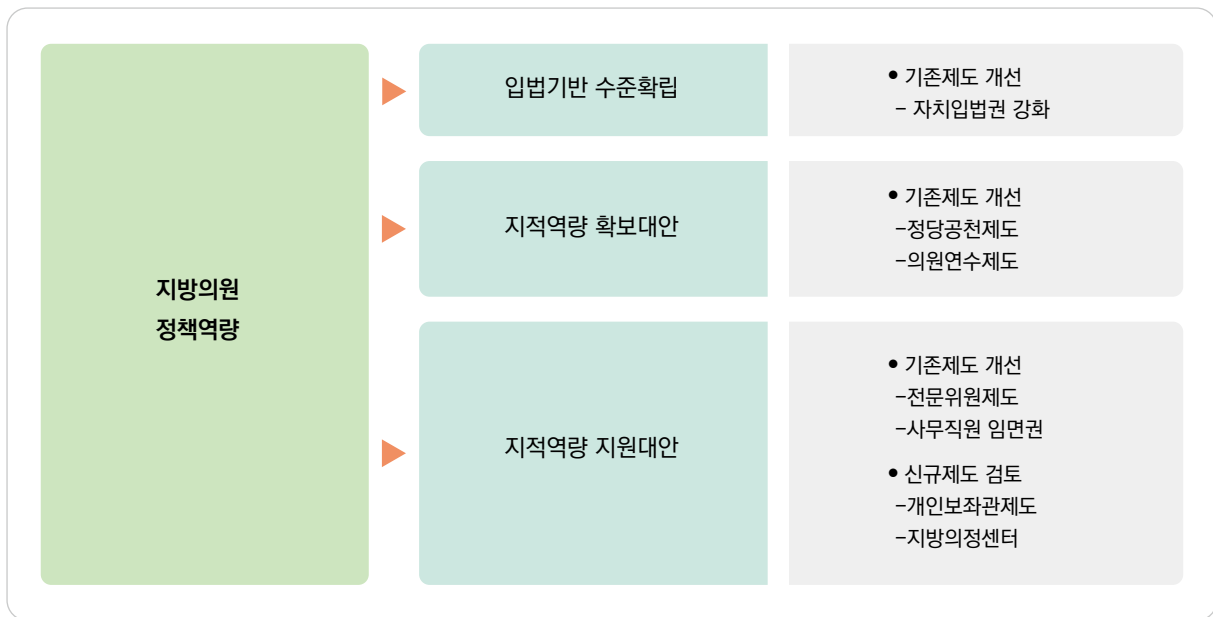 지방의원
정책역량
입법기반 수준확립
• 기존제도 개선
- 자치입법권 강화
지적역량 확보대안
• 기존제도 개선
-정당공천제도
-의원연수제도
지적역량 지원대안
• 기존제도 개선
-전문위원제도
-사무직원 임면권
• 신규제도 검토
-개인보좌관제도
-지방의정센터